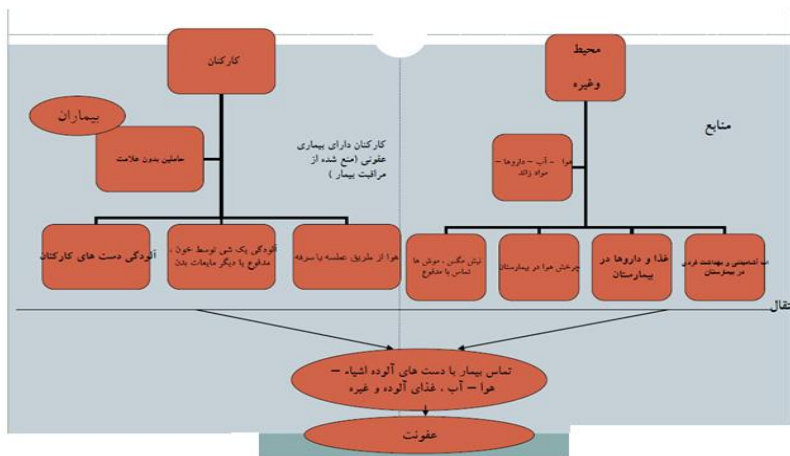 محیط
وغیره
منابع
هوا - آب - داروها -
مواد زائد
آب آشامیدنی و بهداشت فردی
در بیمارستان
غذا و داروها در
بیمارستان
چرخش هوا در بیمارستان
نیش مگس ، موش ها
تماس با مدفوع
کارکنان
بیماران
حاملین بدون علامت
کارکنان دارای بیماری
عفونی (منع شده از
مراقبت بیمار )
هوا از طریق عطسه یا سرفه
آلودگی یک شی توسط خون ،
مدفوع یا دیگر مایعات بدن
آلودگی دست های کارکنان
تقال
تماس بیمار با دست های آلوده اشیاء –
هوا – آب ، غذای آلوده و غیره
عفونت